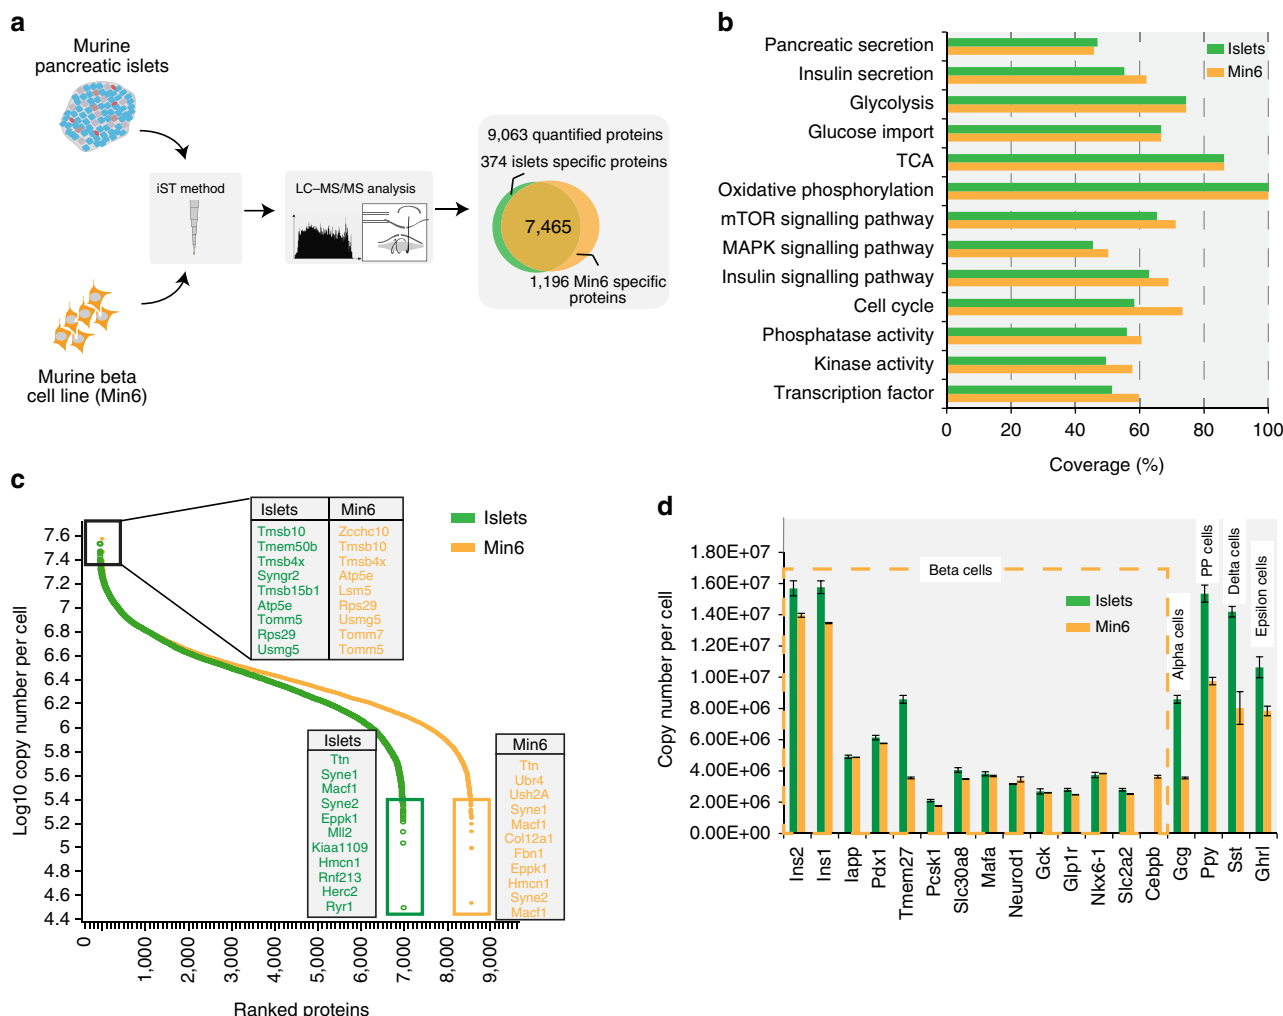 a
Murine
pancreatic islets
iST method
LC–MS/MS analysis
9,063 quantified proteins
374 islets specific proteins
7,465
1,196 Min6 specific
proteins
Murine beta
cell line (Min6)
b
Pancreatic secretion
Insulin secretion
Glycolysis
Glucose import
TCA
Oxidative phosphorylation
mTOR signalling pathway
MAPK signalling pathway
Insulin signalling pathway
Cell cycle
Phosphatase activity
Kinase activity
Transcription factor
Islets
Min6
0 20 40 60 80 100
Coverage (%)
c
Log10 copy number per cell
7.6
7.4
7.2
7
6.8
6.6
6.4
6.2
6
5.8
5.6
5.4
5.2
5
4.8
4.6
4.4
0 1,000 2,000 3,000 4,000 5,000 6,000 7,000 8,000 9,000
Ranked proteins
Islets Min6
Tmsb10 Zcchc10
Tmem50b Tmsb10
Tmsb4x Tmsb4x
Syngr2 Atp5e
Tmsb15b1 Lsm5
Atp5e Rps29
Tomm5 Usmg5
Rps29 Tomm7
Usmg5 Tomm5
Islets
Min6
Islets
Ttn
Syne1
Macf1
Syne2
Eppk1
Mll2
Kiaa1109
Hmcn1
Rnf213
Herc2
Ryr1
Min6
Ttn
Ubr4
Ush2A
Syne1
Macf1
Col12a1
Fbn1
Eppk1
Hmcn1
Syne2
Macf1
d
Copy number per cell
1.80E+07
1.60E+07
1.40E+07
1.20E+07
1.00E+07
8.00E+06
6.00E+06
4.00E+06
2.00E+06
0.00E+00
Beta cells
Islets
Min6
Alpha cells
PP cells
Delta cells
Epsilon cells
Ins2 Ins1 Iapp Pdx1 Tmem27 Pcsk1 Slc30a8 Mafa Neurod1 Gck Glp1r Nkx6-1 Slc2a2 Cebpb Gcg Ppy Sst Ghrl